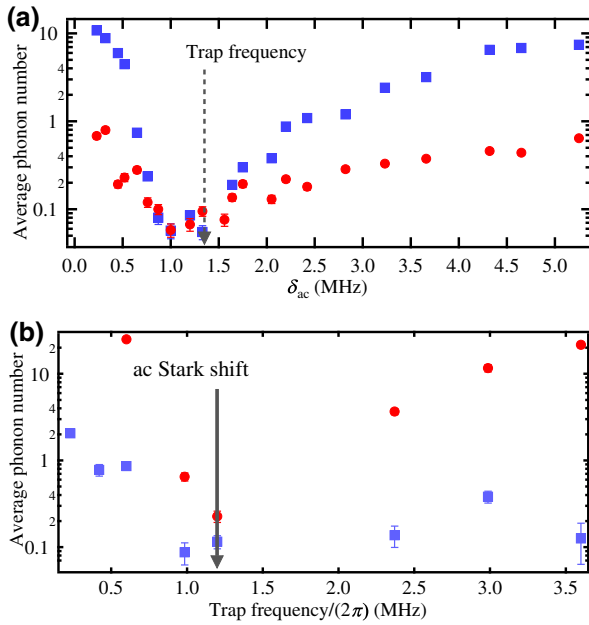 (a)
Average phonon number
10
4
2
1
4
2
0.1
Trap frequency
0.0 0.5 1.0 1.5 2.0 2.5 3.0 3.5 4.0 4.5 5.0
δac (MHz)
(b)
Average phonon number
2
10
4
2
1
4
2
0.1
ac Stark shift
0.5 1.0 1.5 2.0 2.5 3.0 3.5
Trap frequency/(2π) (MHz)